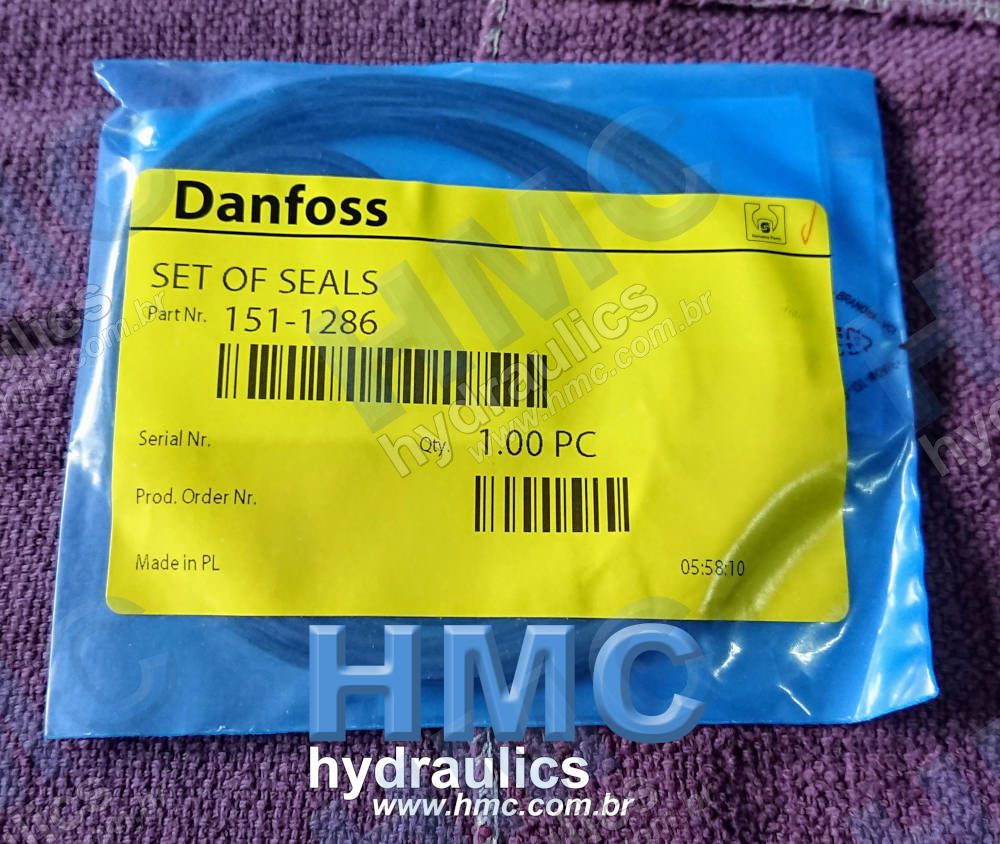 Danfoss
SET OF SEALS
Part Nr. 151-1286
Serial Nr.
Qty. 1.00 PC
Prod. Order Nr.
Made in PL
05:58:10
HMC
hydraulics
www.hmc.com.br
HMC
hydraulics
www.hmc.com.br